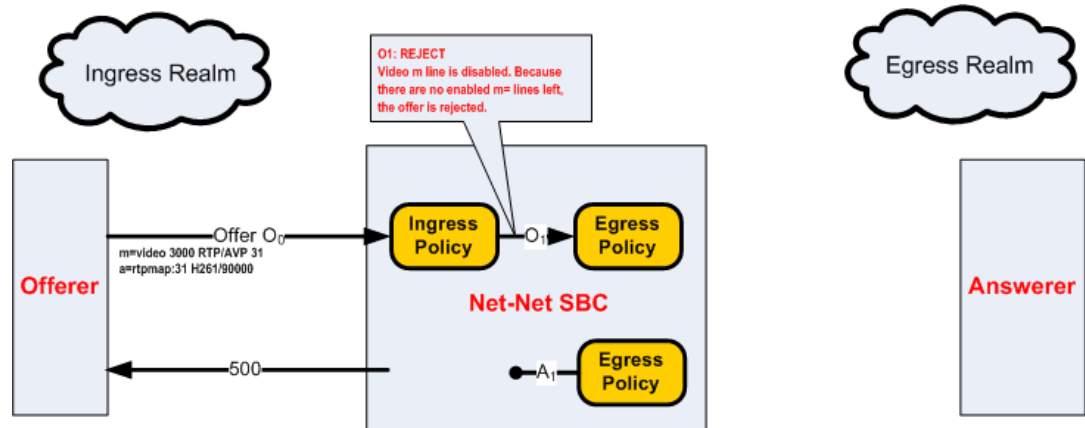 Ingress Realm
O1: REJECT
Video m line is disabled. Because
there are no enabled m= lines left,
the offer is rejected.
Egress Realm
Offerer
Offer O0
m=video 3000 RTP/AVP 31
a=rtpmap:31 H261/90000
Ingress
Policy
O1
Egress
Policy
Net-Net SBC
Answerer
500
A1
Egress
Policy